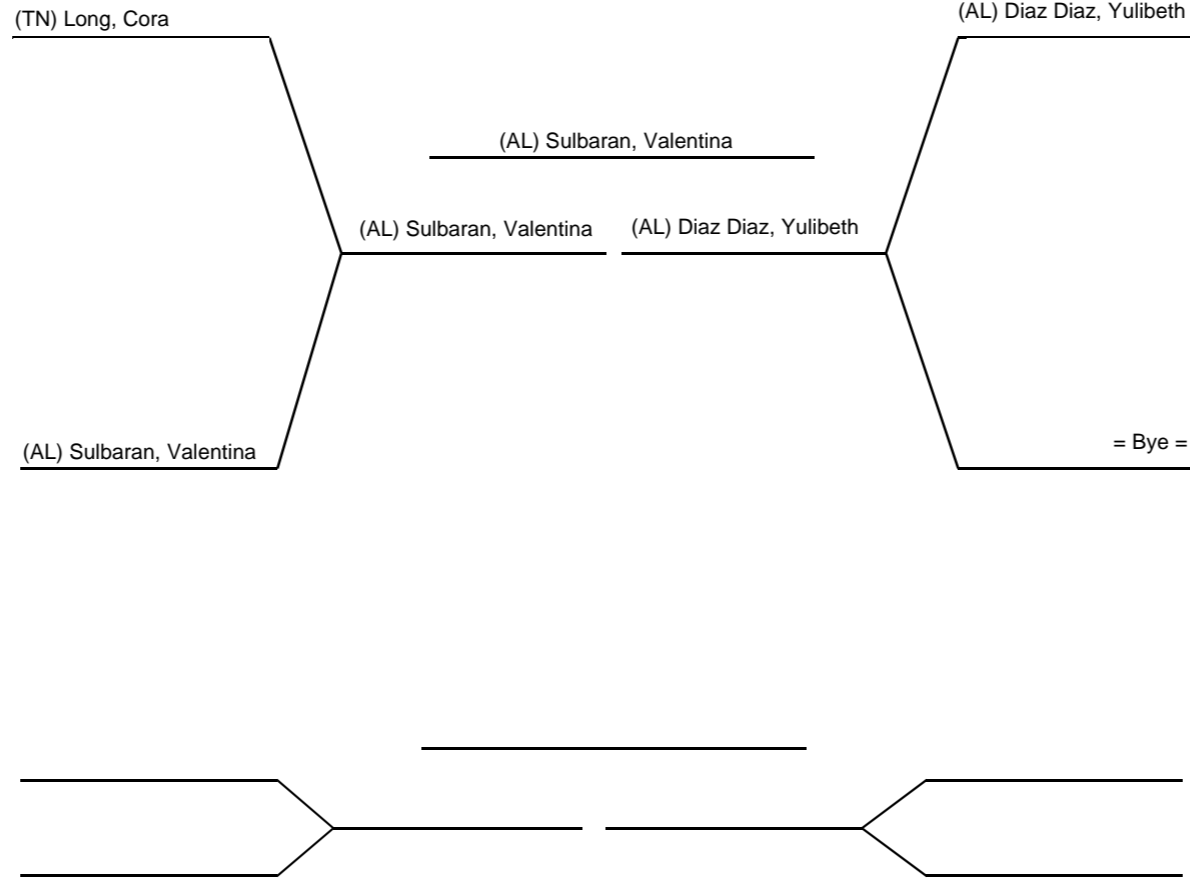 (TN) Long, Cora
(AL) Diaz Diaz, Yulibeth
(AL) Sulbaran, Valentina
(AL) Sulbaran, Valentina
(AL) Diaz Diaz, Yulibeth
(AL) Sulbaran, Valentina
= Bye =